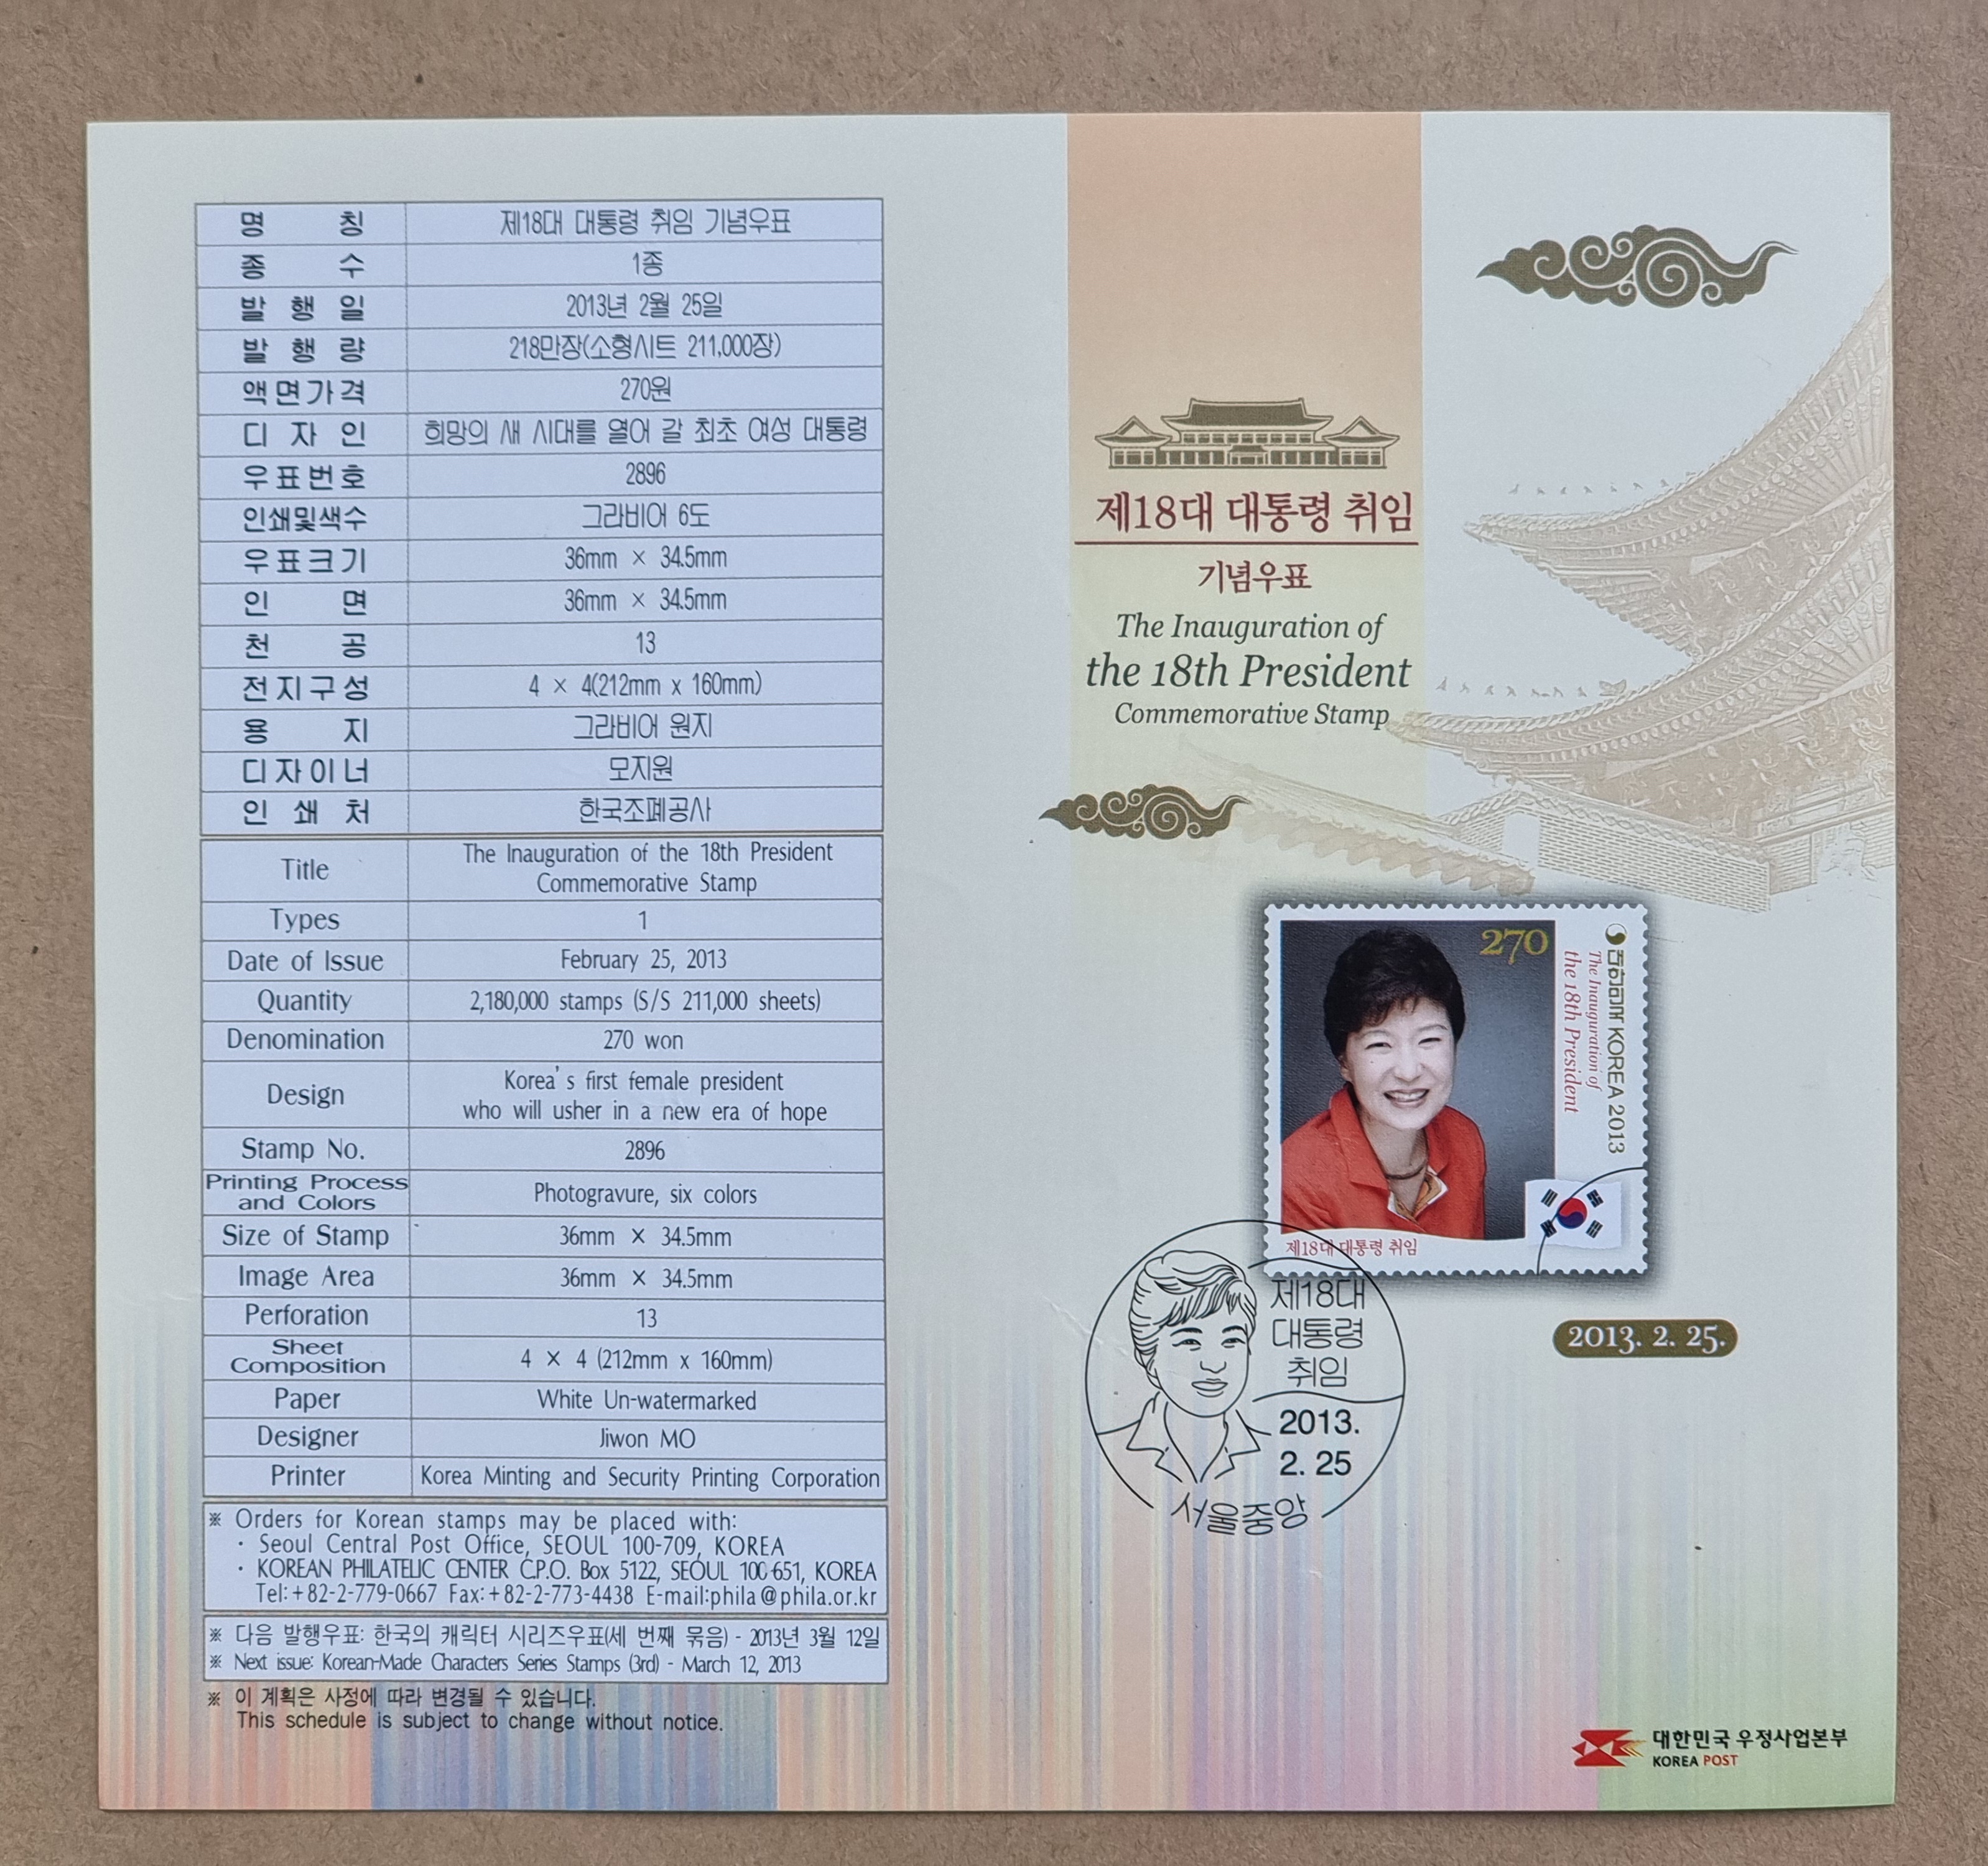 명 칭 제18대 대통령 취임 기념우표
종 수 1종
발 행 일 2013년 2월 25일
발 행 량 218만장(소형시트 211,000장)
액면가격 270원
디 자 인 희망의 새 시대를 열어 갈 최초 여성 대통령
우표번호 2896
인쇄및색수 그라비어 6도
우표크기 36mm × 34.5mm
인 면 36mm × 34.5mm
천 공 13
전지구성 4 × 4(212mm x 160mm)
용 지 그라비어 원지
디자이너 모지원
인 쇄 처 한국조폐공사
Title The Inauguration of the 18th President
Commemorative Stamp
Types 1
Date of Issue February 25, 2013
Quantity 2,180,000 stamps (S/S 211,000 sheets)
Denomination 270 won
Design Korea's first female president
who will usher in a new era of hope
Stamp No. 2896
Printing Process
and Colors Photogravure, six colors
Size of Stamp 36mm × 34.5mm
Image Area 36mm × 34.5mm
Perforation 13
Sheet
Composition 4 × 4 (212mm x 160mm)
Paper White Un-watermarked
Designer Jiwon MO
Printer Korea Minting and Security Printing Corporation
※ Orders for Korean stamps may be placed with:
· Seoul Central Post Office, SEOUL 100-709, KOREA
· KOREAN PHILATELIC CENTER C.P.O. Box 5122, SEOUL 100-651, KOREA
Tel:+82-2-779-0667 Fax:+82-2-773-4438 E-mail:phila@phila.or.kr
※ 다음 발행우표: 한국의 캐릭터 시리즈우표(세 번째 묶음) - 2013년 3월 12일
※ Next issue: Korean-Made Characters Series Stamps (3rd) - March 12, 2013
※ 이 계획은 사정에 따라 변경될 수 있습니다.
This schedule is subject to change without notice.
제18대 대통령 취임
기념우표
The Inauguration of
the 18th President
Commemorative Stamp
270
대한민국 KOREA 2013
The Inauguration of
the 18th President
제18대 대통령 취임
제18대
대통령
취임
2013.
2. 25
서울중앙
2013. 2. 25.
대한민국 우정사업본부
KOREA POST